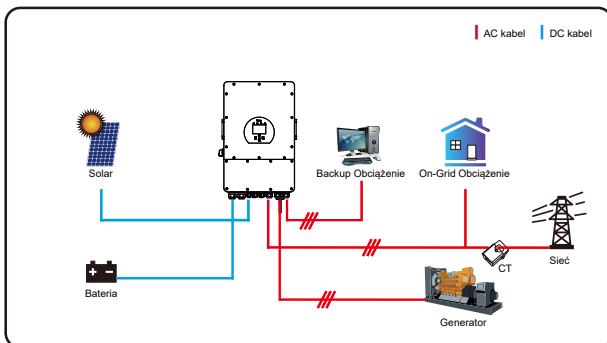 AC kabel
DC kabel
Solar
Backup Obciążenie
On-Grid Obciążenie
Bateria
CT
Sieć
Generator